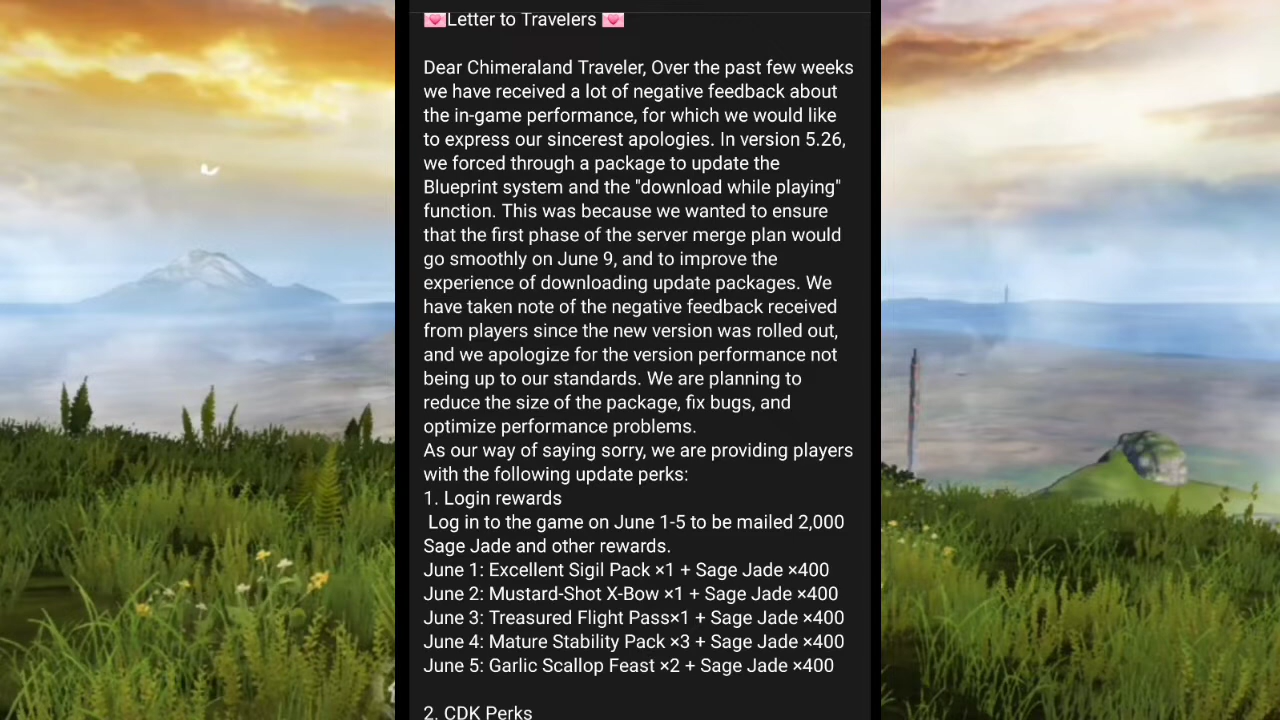 💌Letter to Travelers 💌
Dear Chimeraland Traveler, Over the past few weeks
we have received a lot of negative feedback about
the in-game performance, for which we would like
to express our sincerest apologies. In version 5.26,
we forced through a package to update the
Blueprint system and the "download while playing"
function. This was because we wanted to ensure
that the first phase of the server merge plan would
go smoothly on June 9, and to improve the
experience of downloading update packages. We
have taken note of the negative feedback received
from players since the new version was rolled out,
and we apologize for the version performance not
being up to our standards. We are planning to
reduce the size of the package, fix bugs, and
optimize performance problems.
As our way of saying sorry, we are providing players
with the following update perks:
1. Login rewards
Log in to the game on June 1-5 to be mailed 2,000
Sage Jade and other rewards.
June 1: Excellent Sigil Pack ×1 + Sage Jade ×400
June 2: Mustard-Shot X-Bow ×1 + Sage Jade ×400
June 3: Treasured Flight Pass×1 + Sage Jade ×400
June 4: Mature Stability Pack ×3 + Sage Jade ×400
June 5: Garlic Scallop Feast ×2 + Sage Jade ×400
2. CDK Perks